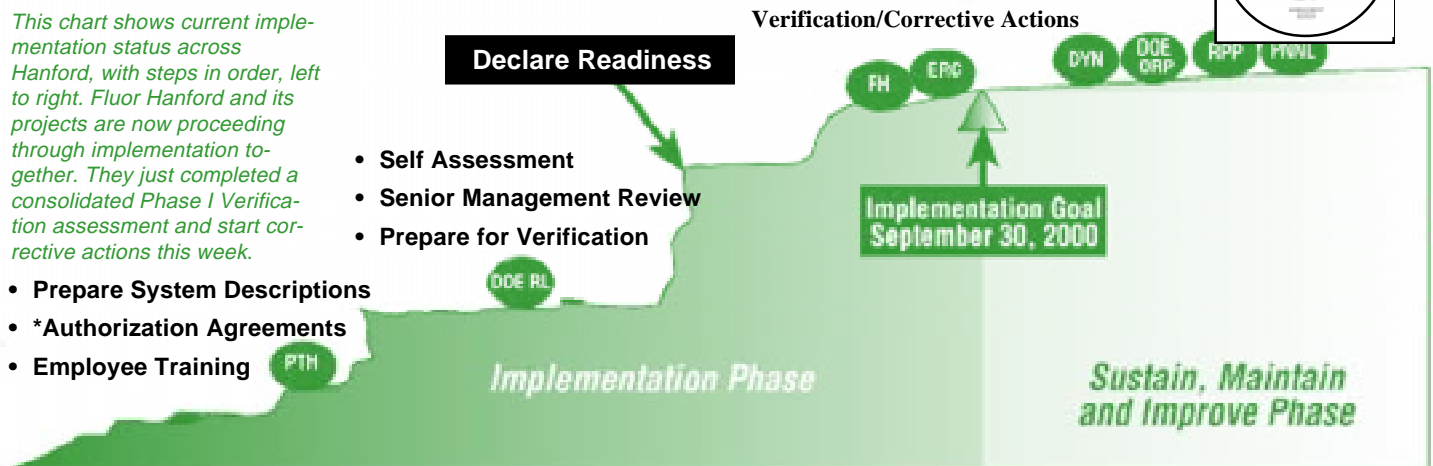 This chart shows current imple-
mentation status across
Hanford, with steps in order, left
to right. Fluor Hanford and its
projects are now proceeding
through implementation to-
gether. They just completed a
consolidated Phase I Verifica-
tion assessment and start cor-
rective actions this week.
• Prepare System Descriptions
• *Authorization Agreements
• Employee Training
PTH
DOE RL
• Self Assessment
• Senior Management Review
• Prepare for Verification
Declare Readiness
Verification/Corrective Actions
FH
ERC
DYN
DOE
ORP
RPP
PNNL
Implementation Goal
September 30, 2000
Implementation Phase
Sustain, Maintain
and Improve Phase